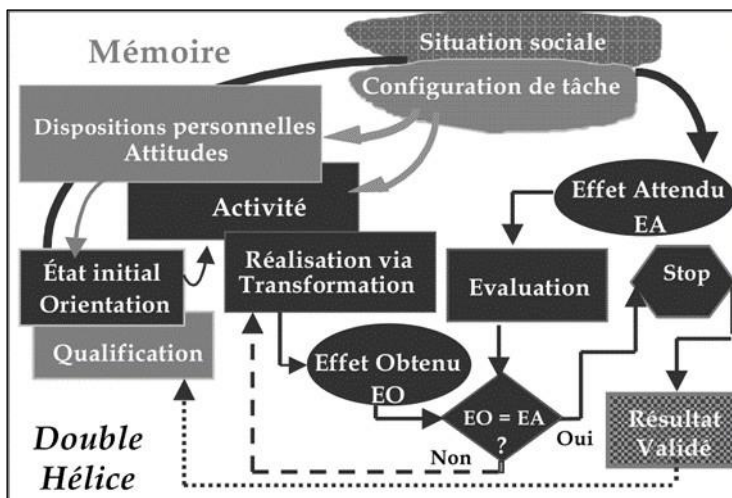 Mémoire
Situation sociale
Configuration de tâche
Dispositions personnelles
Attitudes
Activité
Effet Attendu
EA
État initial
Orientation
Réalisation via
Transformation
Evaluation
Stop
Qualification
Effet Obtenu
EO
EO = EA
?
Oui
Non
Résultat
Validé
Double
Hélice